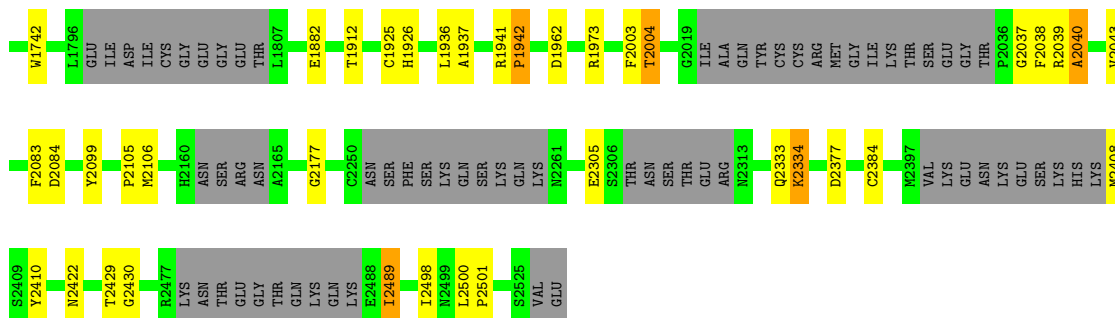 W1742 L1796 GLU ILE ASP ILE CYS GLY GLU GLY GLU THR L1807 E1882 T1912 C1925 H1926 L1936 A1937 R1941 P1942 D1962 R1973 F2003 T2004 G2019 ILE ALA GLN TYR CYS CYS ARG MET GLY ILE LYS THR SER GLU GLY THR P2036 G2037 F2038 R2039 A2040 V2043
F2083 D2084 Y2099 P2105 M2106 H2160 ASN SER ARG ASN A2165 G2177 C2250 ASN SER PHE SER LYS GLN SER LYS GLN LYS N2261 E2305 S2306 THR ASN SER THR GLU ARG N2313 Q2333 K2334 D2377 C2384 M2397 VAL LYS GLU ASN LYS GLU SER LYS HIS LYS M2408
S2409 Y2410 N2422 T2429 G2430 R2477 LYS ASN THR GLU GLY THR GLN LYS GLN LYS E2488 I2489 I2498 N2499 L2500 P2501 S2525 VAL GLU